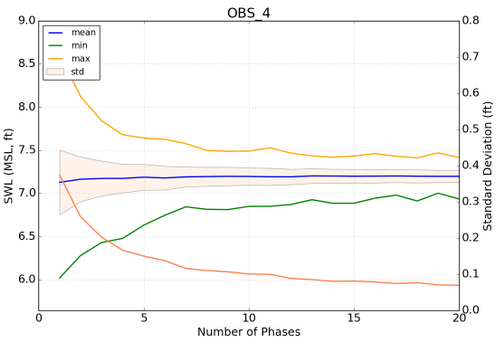 OBS_4
SWL (MSL, ft)
9.0
8.5
8.0
7.5
7.0
6.5
6.0
mean
min
max
std
0.8
0.7
0.6
0.5
0.4
0.3
0.2
0.1
0.0
Standard Deviation (ft)
0 5 10 15 20
Number of Phases